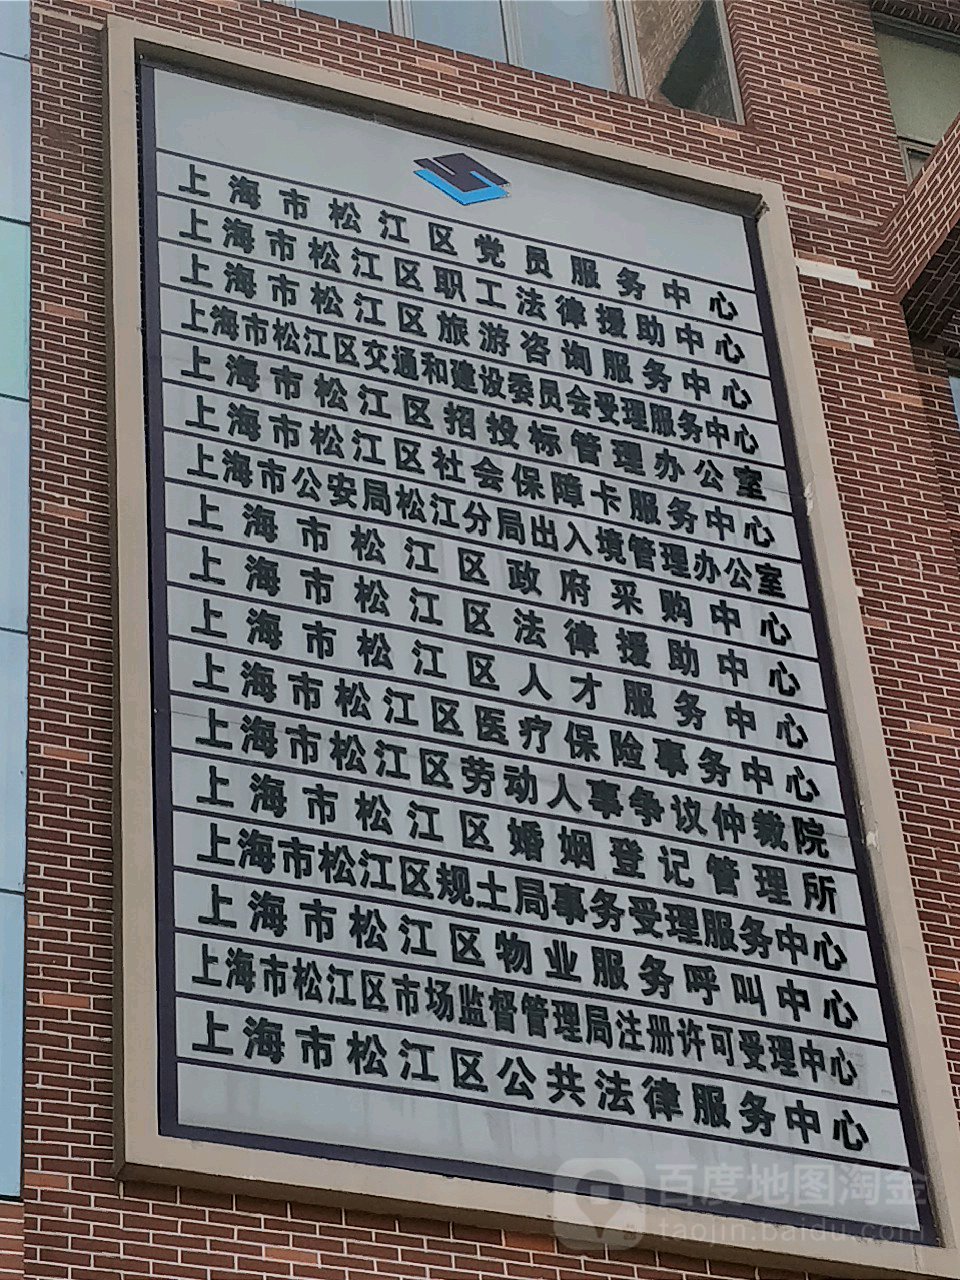 上海市松江区党员服务中心
上海市松江区职工法律援助中心
上海市松江区旅游咨询服务中心
上海市松江区交通和建设委员会受理服务中心
上海市松江区招投标管理办公室
上海市松江区社会保障卡服务中心
上海市公安局松江分局出入境管理办公室
上海市松江区政府采购中心
上海市松江区法律援助中心
上海市松江区人才服务中心
上海市松江区医疗保险事务中心
上海市松江区劳动人事争议仲裁院
上海市松江区婚姻登记管理所
上海市松江区规土局事务受理服务中心
上海市松江区物业服务呼叫中心
上海市松江区市场监督管理局注册许可受理中心
上海市松江区公共法律服务中心
百度地图淘金
taojin.baidu.com